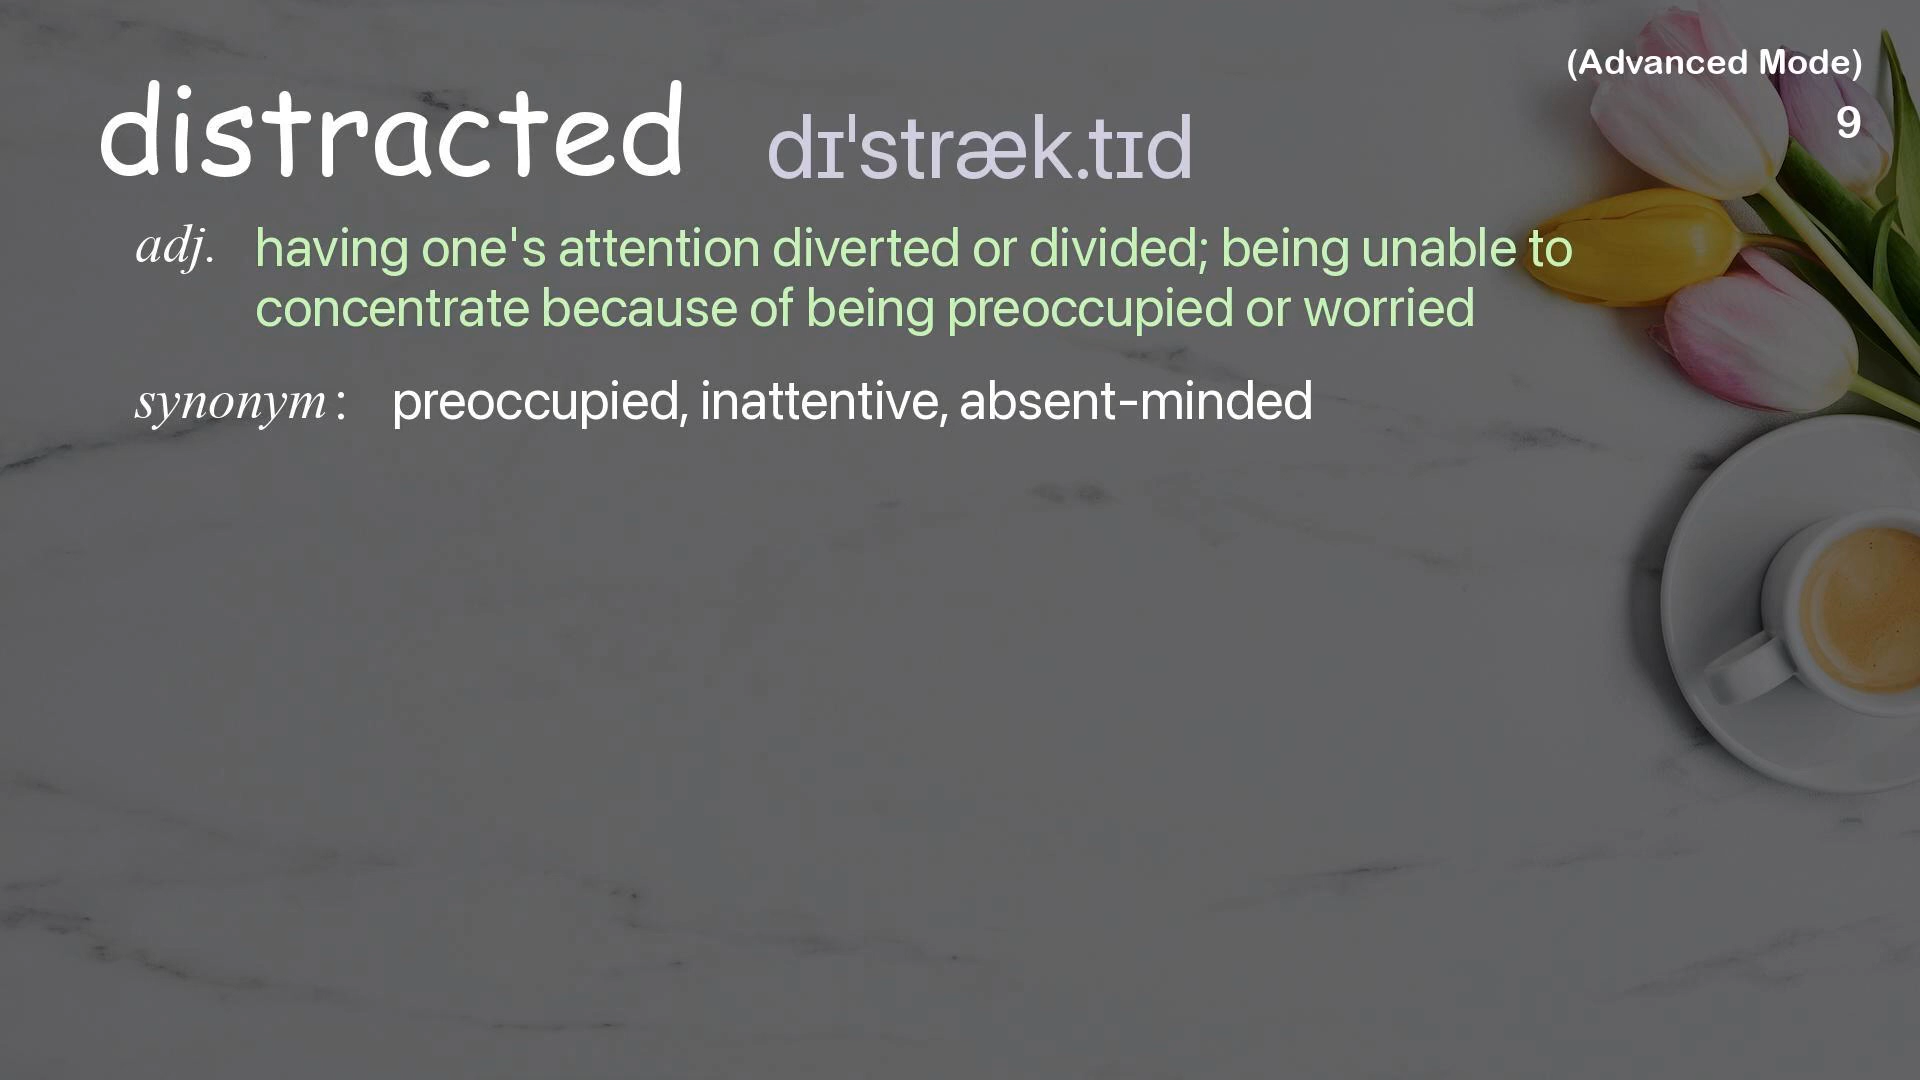 (Advanced Mode)
9
distracted dɪˈstræk.tɪd
adj. having one's attention diverted or divided; being unable to
concentrate because of being preoccupied or worried
synonym : preoccupied, inattentive, absent-minded